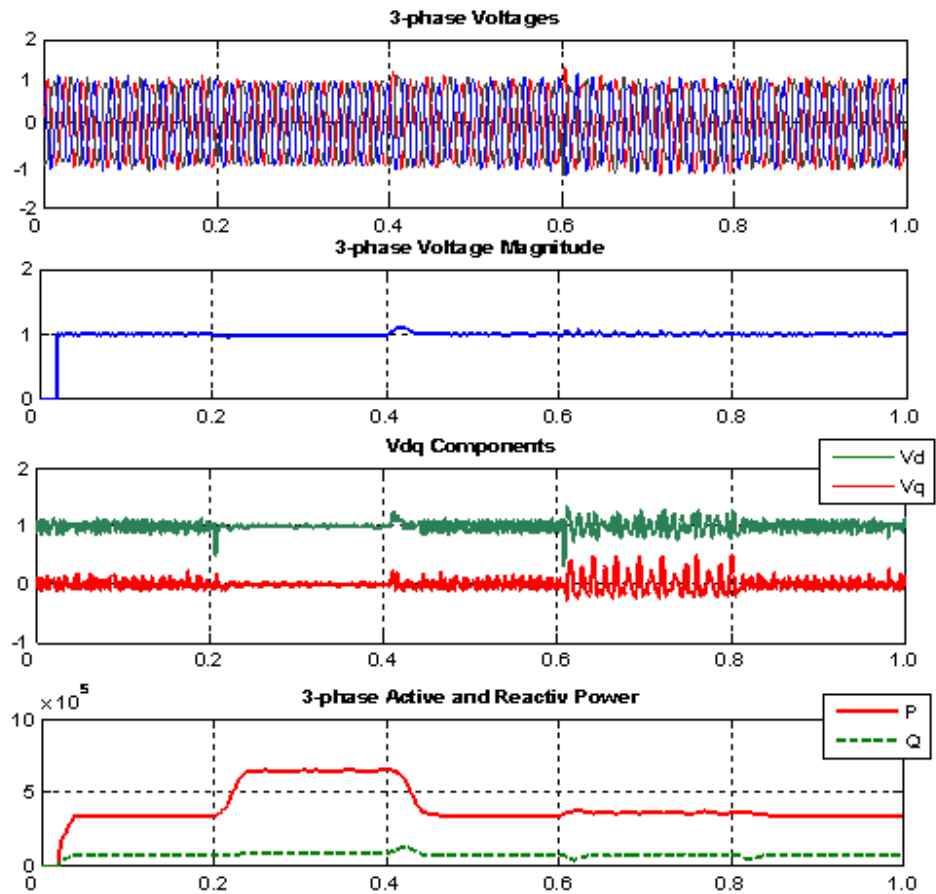 3-phase Voltages
2
1
0
-1
-2
0 0.2 0.4 0.6 0.8 1.0
3-phase Voltage Magnitude
2
1
0
0 0.2 0.4 0.6 0.8 1.0
Vdq Components
Vd
Vq
2
1
0
-1
0 0.2 0.4 0.6 0.8 1.0
×10^5
3-phase Active and Reactiv Power
P
Q
10
5
0
0 0.2 0.4 0.6 0.8 1.0